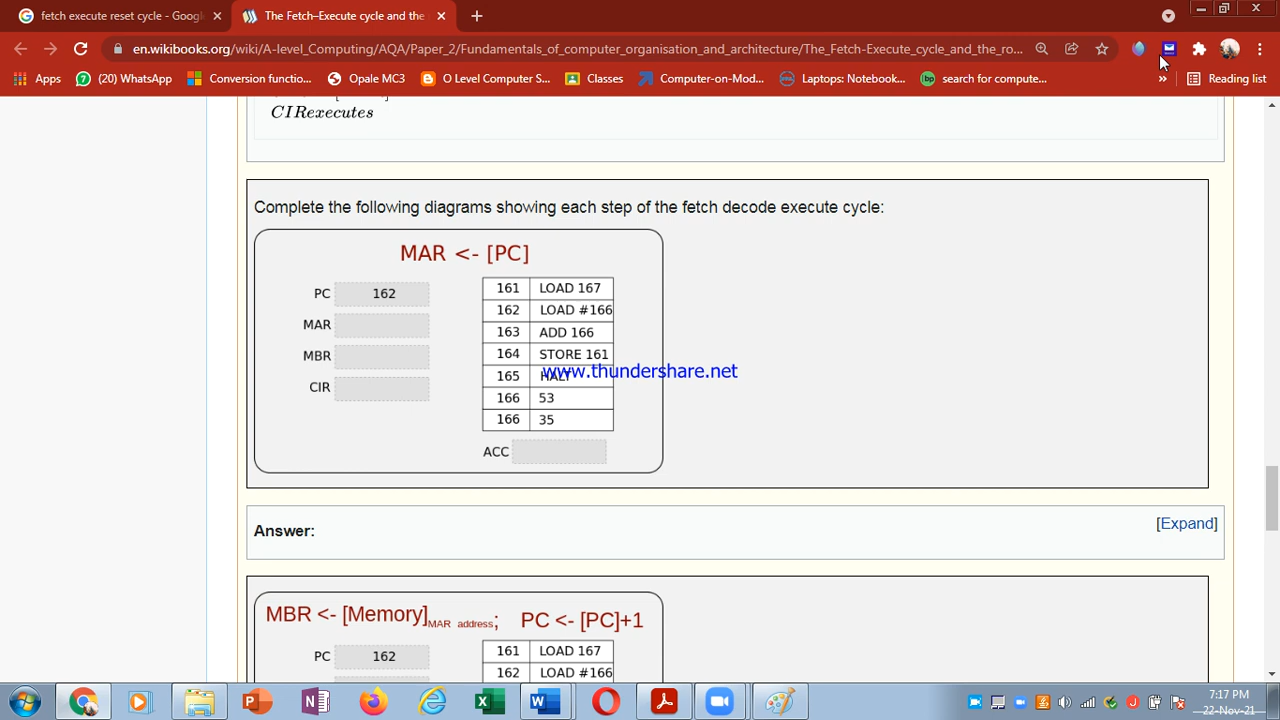 fetch execute reset cycle - Goog
The Fetch–Execute cycle and the
en.wikibooks.org/wiki/A-level_Computing/AQA/Paper_2/Fundamentals_of_computer_organisation_and_architecture/The_Fetch-Execute_cycle_and_the_ro...
Apps
(20) WhatsApp
Conversion functio...
Opale MC3
O Level Computer S...
Classes
Computer-on-Mod...
Laptops: Notebook...
bp search for compute...
»
Reading list
CIRexecutes
Complete the following diagrams showing each step of the fetch decode execute cycle:
MAR <- [PC]
PC 162
MAR
MBR
CIR
161 LOAD 167
162 LOAD #166
163 ADD 166
164 STORE 161
165 HALT
www.thundershare.net
166 53
166 35
ACC
Answer:
[Expand]
MBR <- [Memory]MAR address; PC <- [PC]+1
PC 162
161 LOAD 167
162 LOAD #166
7:17 PM
22-Nov-21